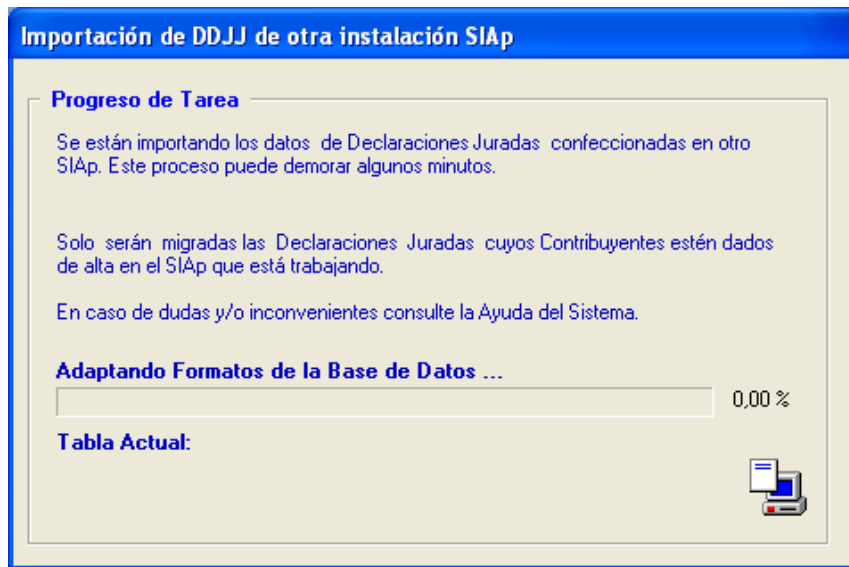 Importación de DDJJ de otra instalación SIAp
Progreso de Tarea
Se están importando los datos de Declaraciones Juradas confeccionadas en otro
SIAp. Este proceso puede demorar algunos minutos.
Solo serán migradas las Declaraciones Juradas cuyos Contribuyentes estén dados
de alta en el SIAp que está trabajando.
En caso de dudas y/o inconvenientes consulte la Ayuda del Sistema.
Adaptando Formatos de la Base de Datos ...
0,00 %
Tabla Actual: